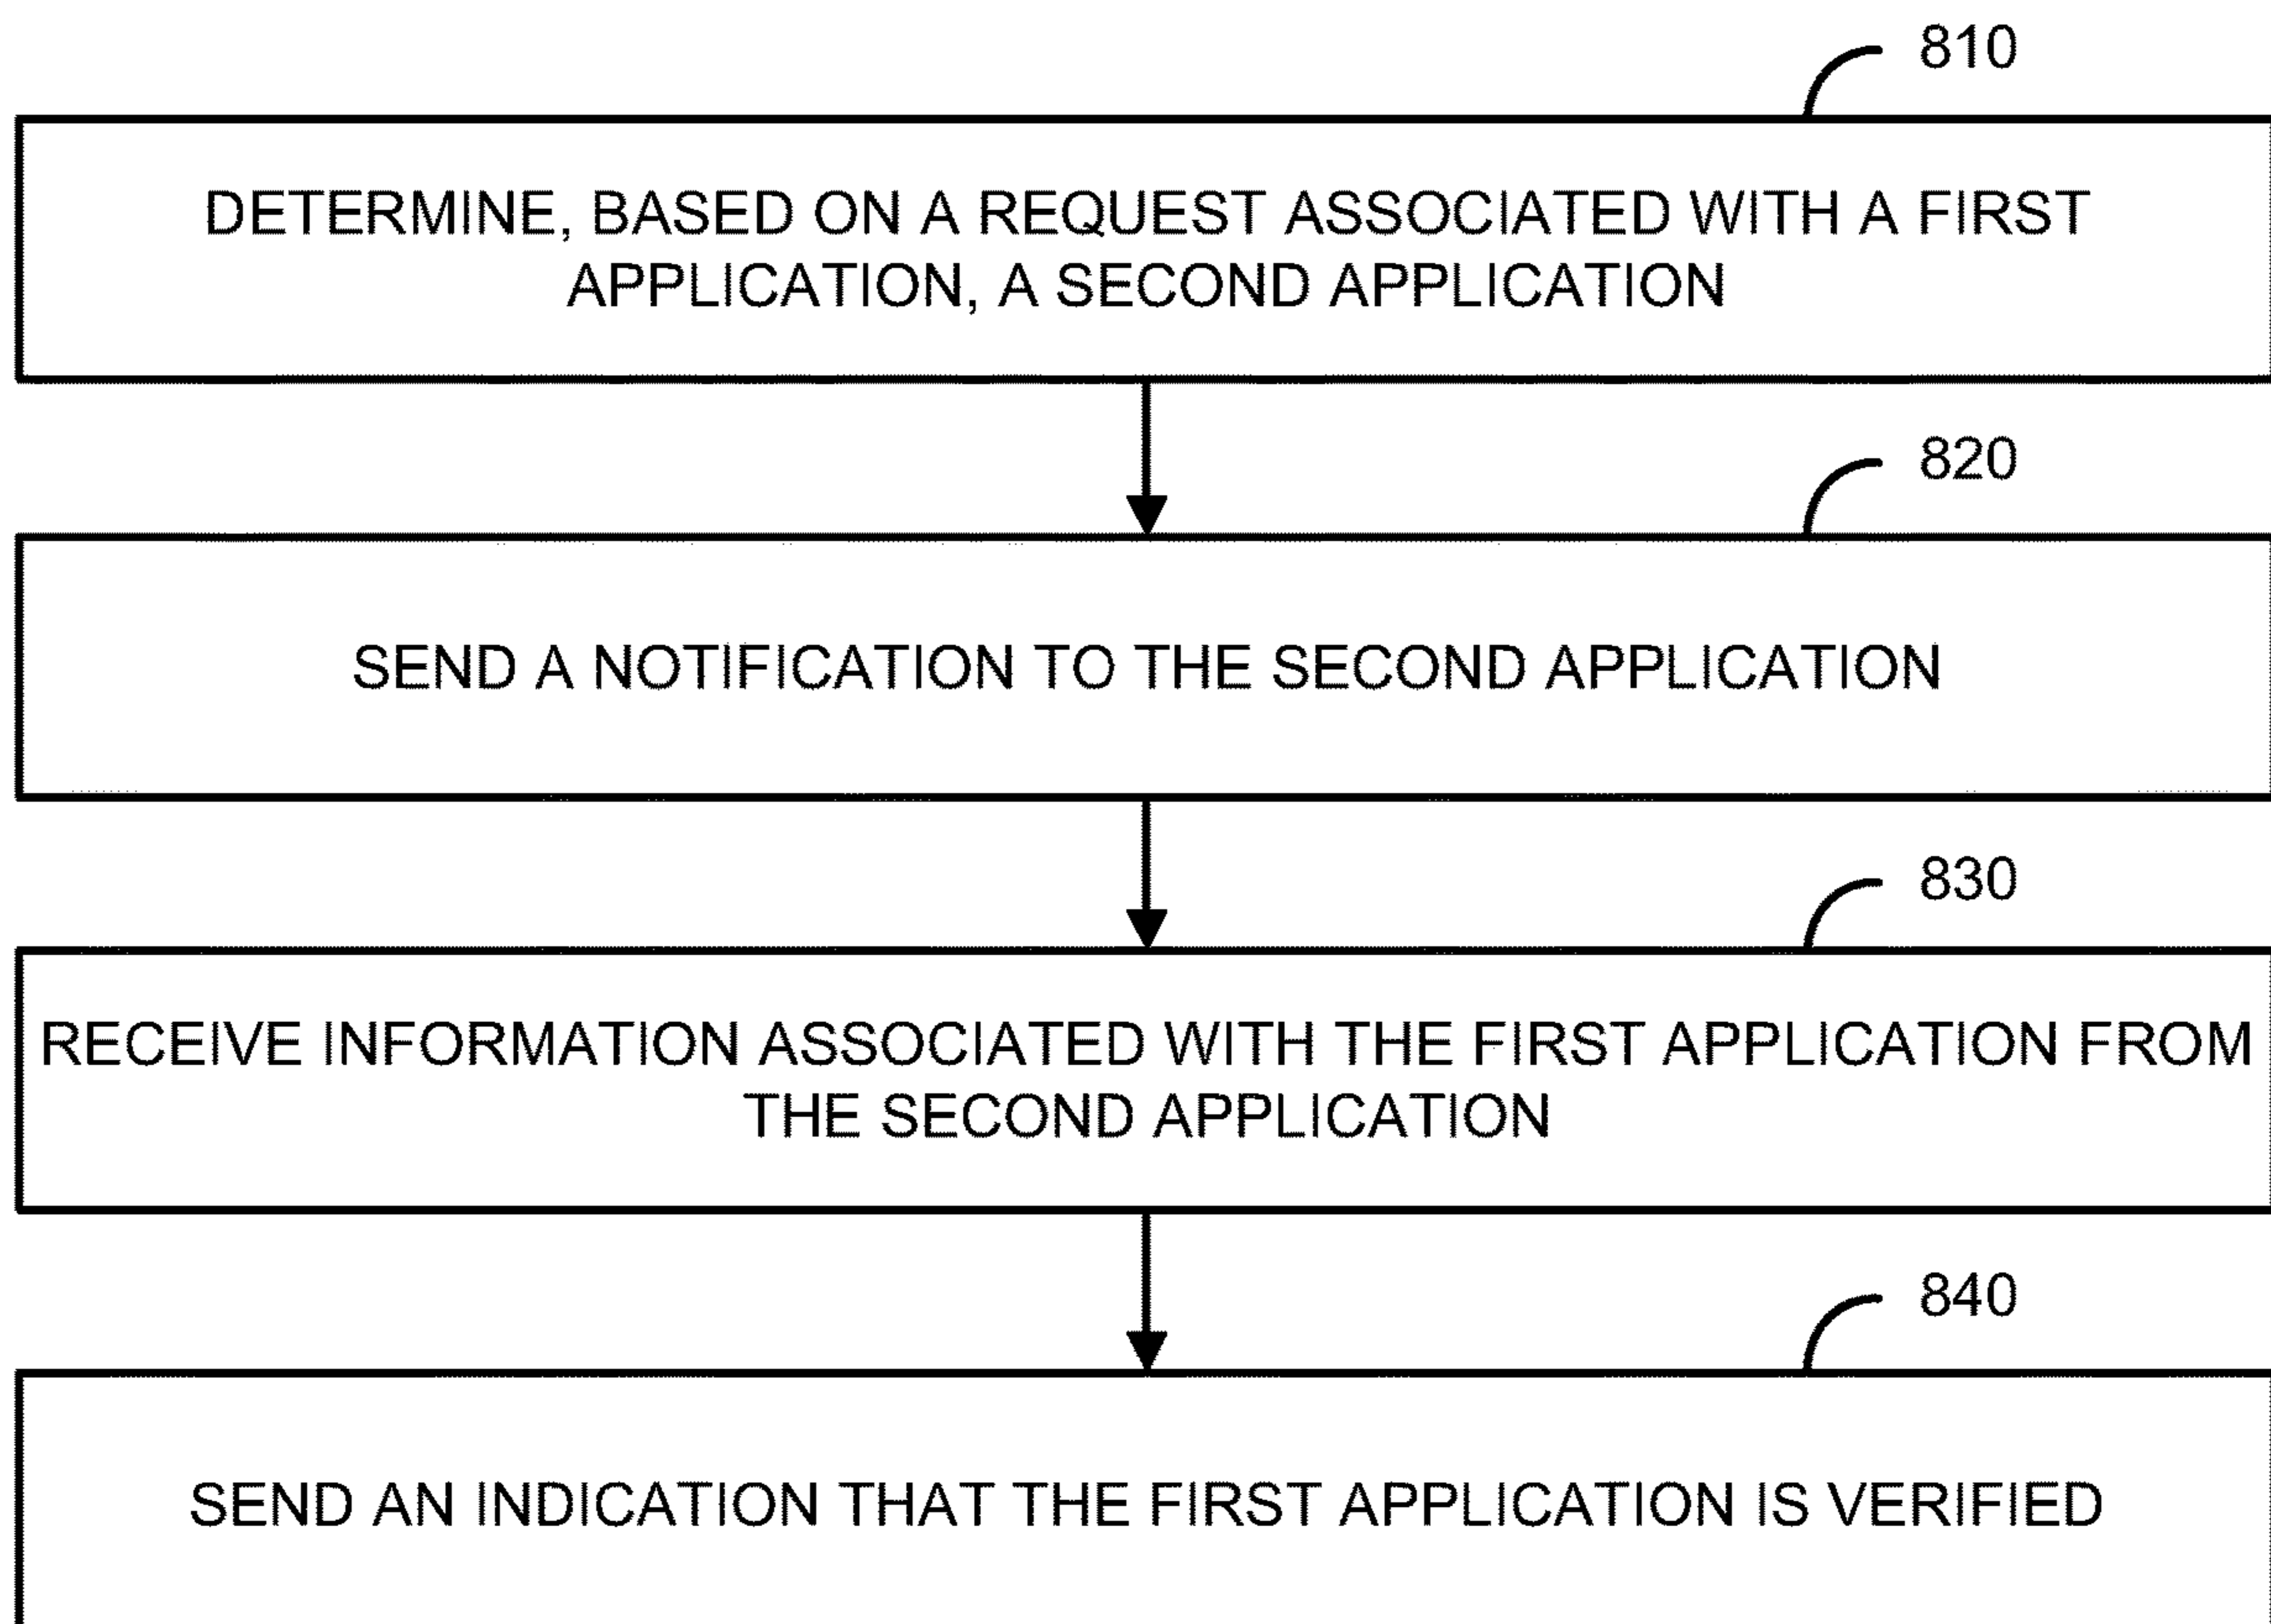 810
DETERMINE, BASED ON A REQUEST ASSOCIATED WITH A FIRST
APPLICATION, A SECOND APPLICATION
820
SEND A NOTIFICATION TO THE SECOND APPLICATION
830
RECEIVE INFORMATION ASSOCIATED WITH THE FIRST APPLICATION FROM
THE SECOND APPLICATION
840
SEND AN INDICATION THAT THE FIRST APPLICATION IS VERIFIED